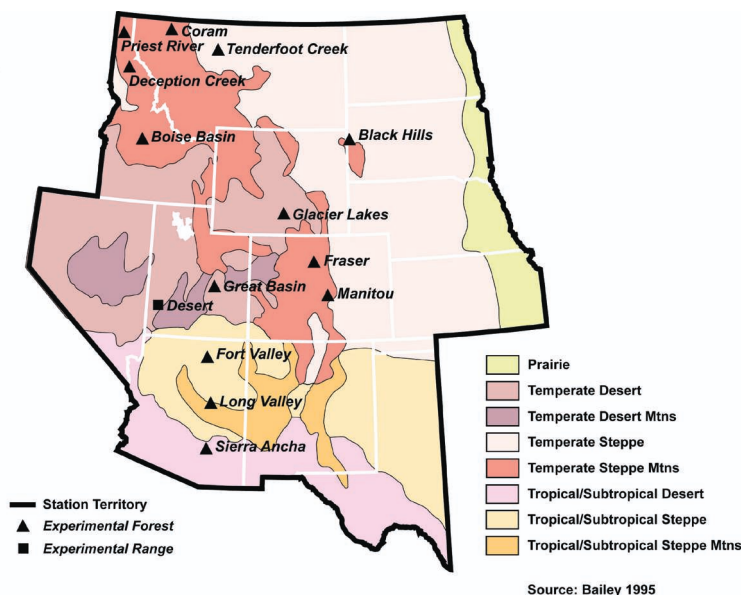 Coram
Priest River
Tenderfoot Creek
Deception Creek
Boise Basin
Black Hills
Glacier Lakes
Fraser
Great Basin
Manitou
Desert
Fort Valley
Long Valley
Sierra Ancha
Station Territory
Experimental Forest
Experimental Range
Prairie
Temperate Desert
Temperate Desert Mtns
Temperate Steppe
Temperate Steppe Mtns
Tropical/Subtropical Desert
Tropical/Subtropical Steppe
Tropical/Subtropical Steppe Mtns
Source: Bailey 1995